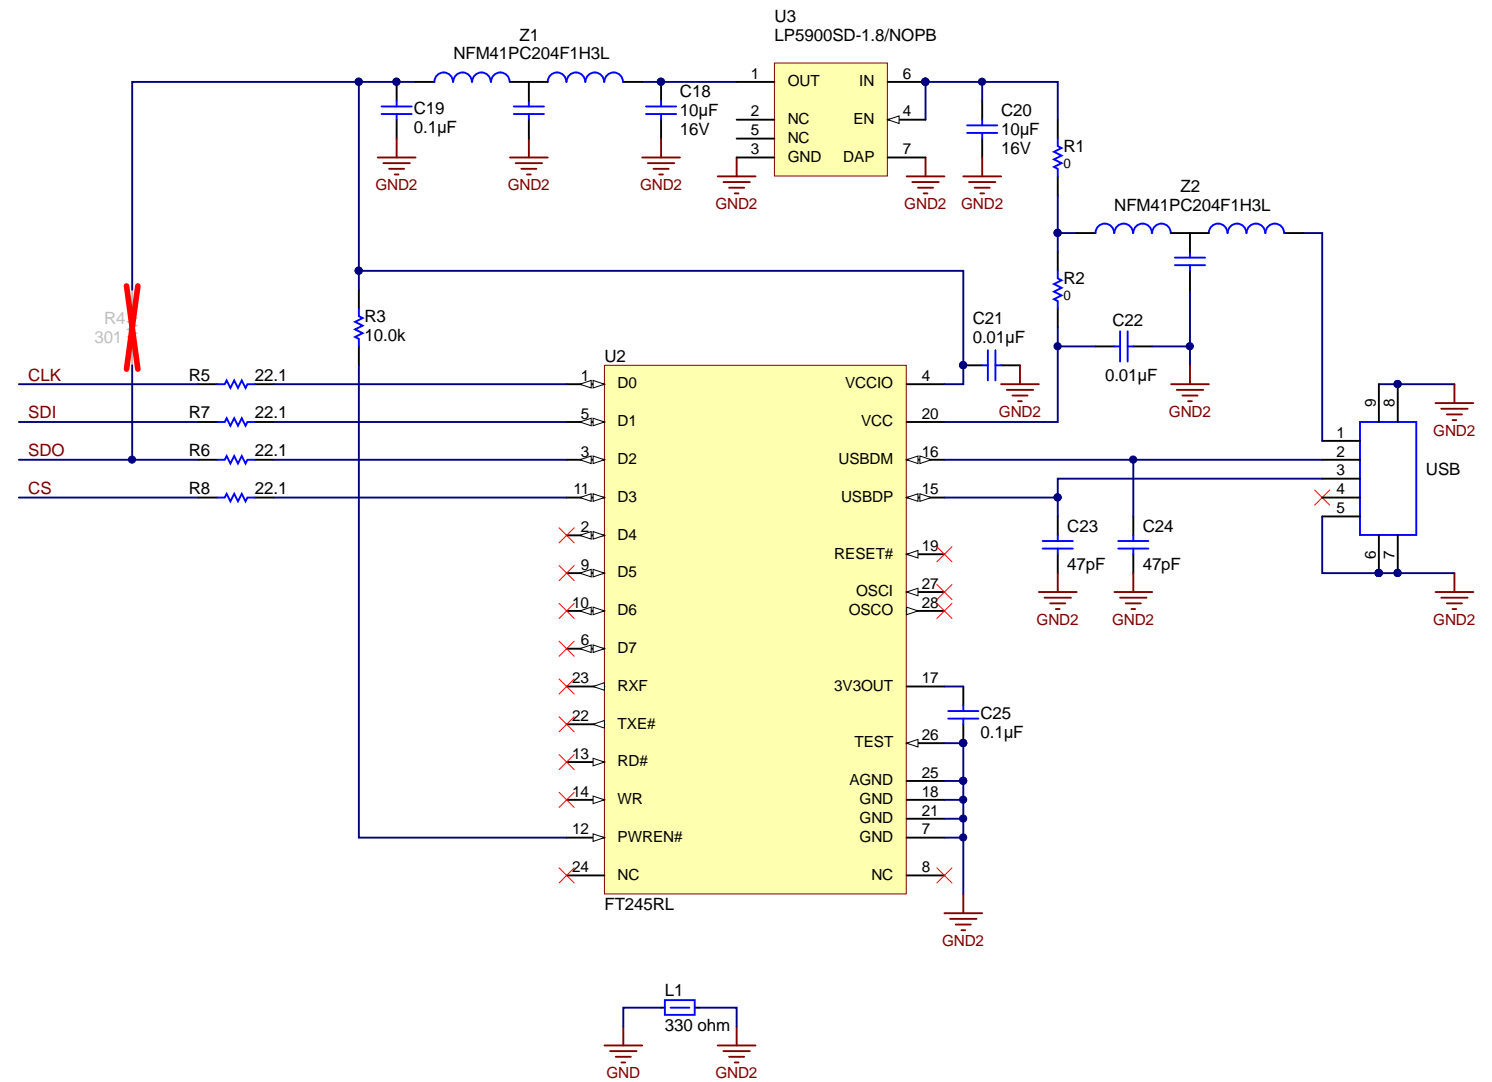 U3
LP5900SD-1.8/NOPB
Z1
NFM41PC204F1H3L
1 OUT IN 6
2 NC EN 4
5 NC
3 GND DAP 7
C19
0.1µF
C18
10µF
16V
C20
10µF
16V
R1
0
GND2
GND2
GND2
GND2
GND2
GND2
Z2
NFM41PC204F1H3L
R2
0
R4
301
R3
10.0k
C21
0.01µF
C22
0.01µF
GND2
GND2
U2
CLK R5 22.1 1 D0 VCCIO 4
SDI R7 22.1 5 D1 VCC 20
SDO R6 22.1 3 D2 USBDM 16
CS R8 22.1 11 D3 USBDP 15
2 D4
RESET# 19
9 D5
OSCI 27
10 D6 OSCO 28
6 D7
23 RXF 3V3OUT 17
22 TXE#
TEST 26
13 RD#
AGND 25
14 WR GND 18
GND 21
12 PWREN# GND 7
24 NC NC 8
FT245RL
C25
0.1µF
GND2
9 8
GND2
1
2
3
4
5
USB
6 7
GND2
C23
47pF
GND2
C24
47pF
GND2
L1
330 ohm
GND GND2